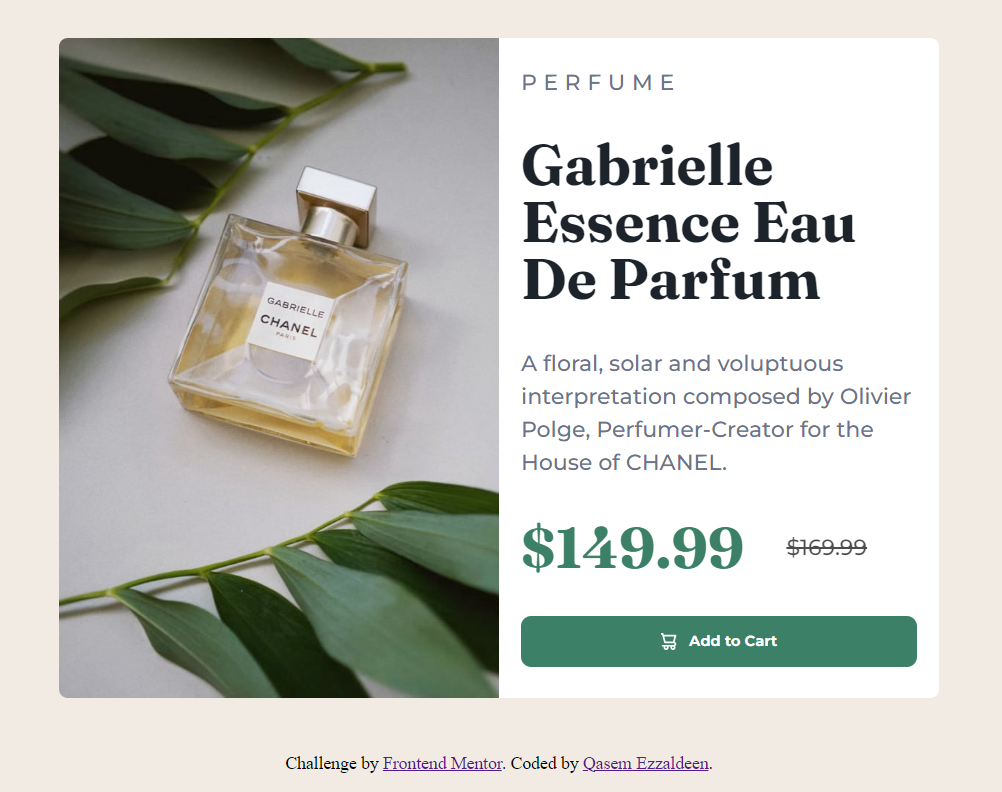 PERFUME
Gabrielle
Essence Eau
De Parfum
GABRIELLE
CHANEL
PARIS
A floral, solar and voluptuous
interpretation composed by Olivier
Polge, Perfumer-Creator for the
House of CHANEL.
$149.99 $169.99
Add to Cart
Challenge by Frontend Mentor. Coded by Qasem Ezzaldeen.